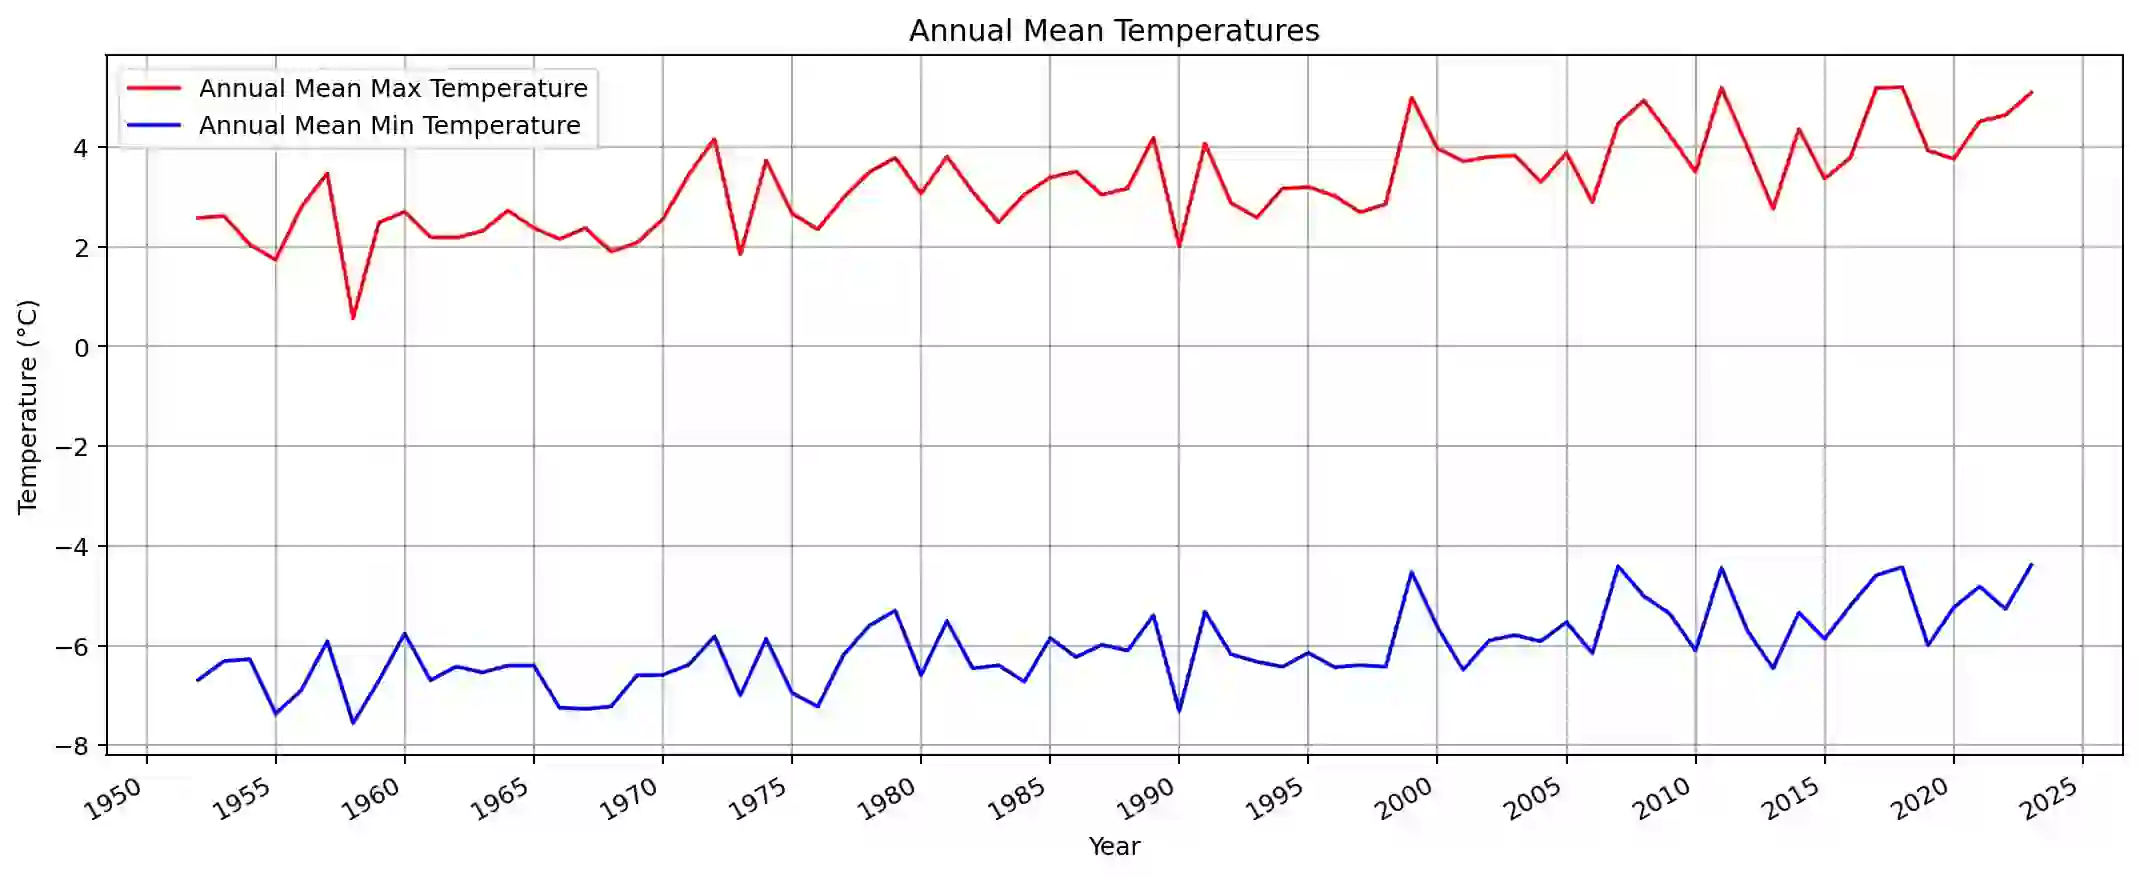 Annual Mean Temperatures
Annual Mean Max Temperature
Annual Mean Min Temperature
Temperature (°C)
4
2
0
−2
−4
−6
−8
1950 1955 1960 1965 1970 1975 1980 1985 1990 1995 2000 2005 2010 2015 2020 2025
Year